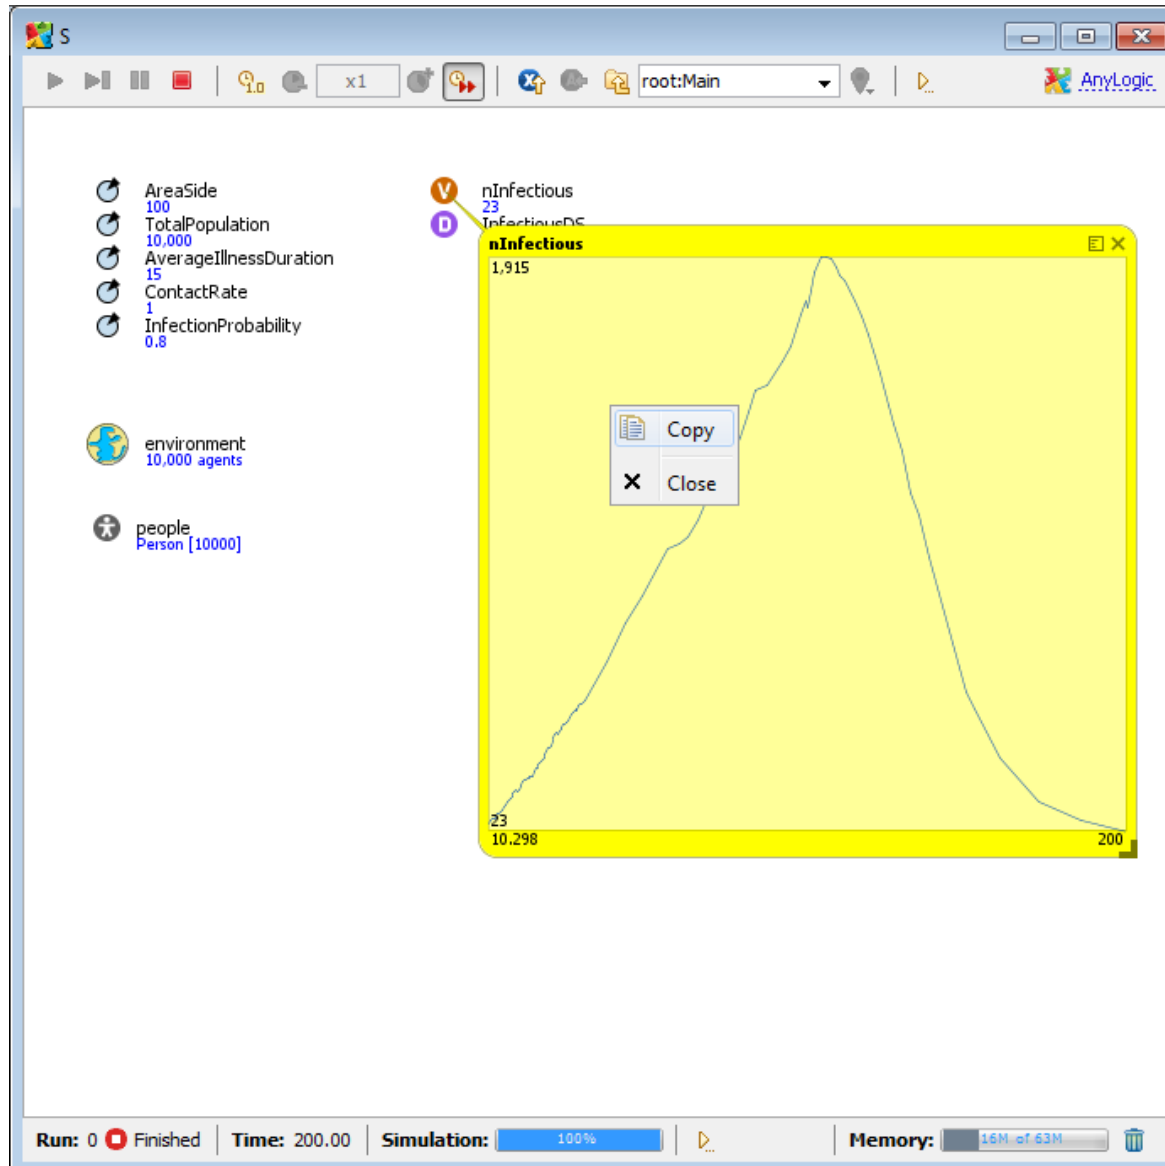 S
x1
root:Main
AnyLogic
AreaSide
100
TotalPopulation
10,000
AverageIllnessDuration
15
ContactRate
1
InfectionProbability
0.8
nInfectious
23
InfectiousDS
environment
10,000 agents
people
Person [10000]
nInfectious
1,915
Copy
Close
23
10.298
200
Run: 0 Finished
Time: 200.00
Simulation: 100%
Memory: 16M of 63M